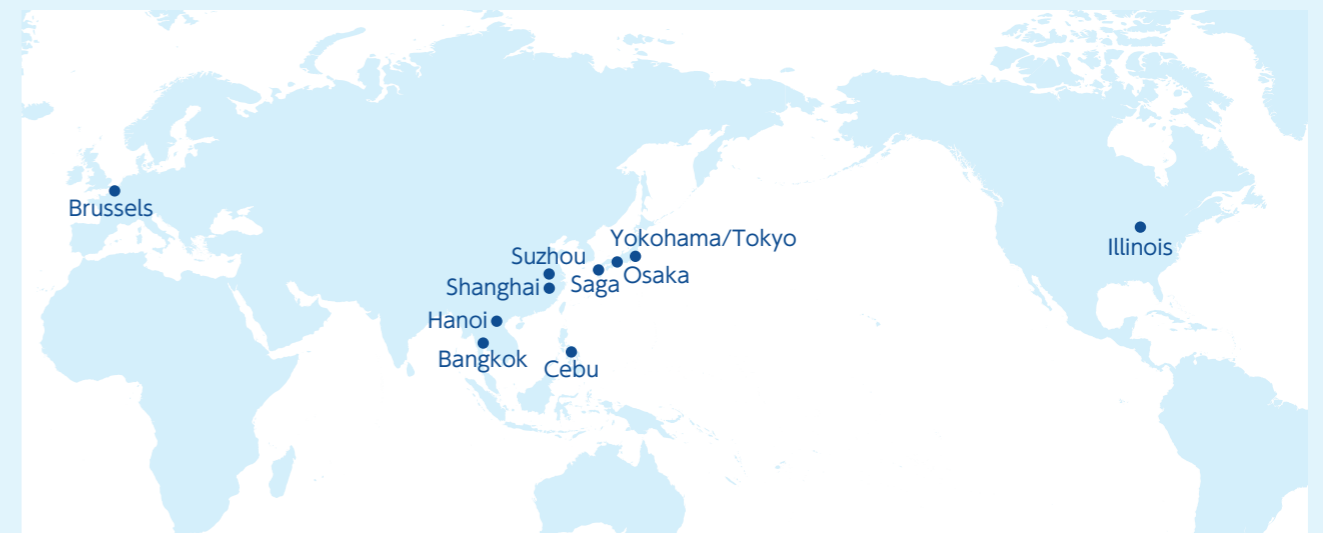 Brussels
Yokohama/Tokyo
Illinois
Suzhou
Osaka
Saga
Shanghai
Hanoi
Bangkok
Cebu